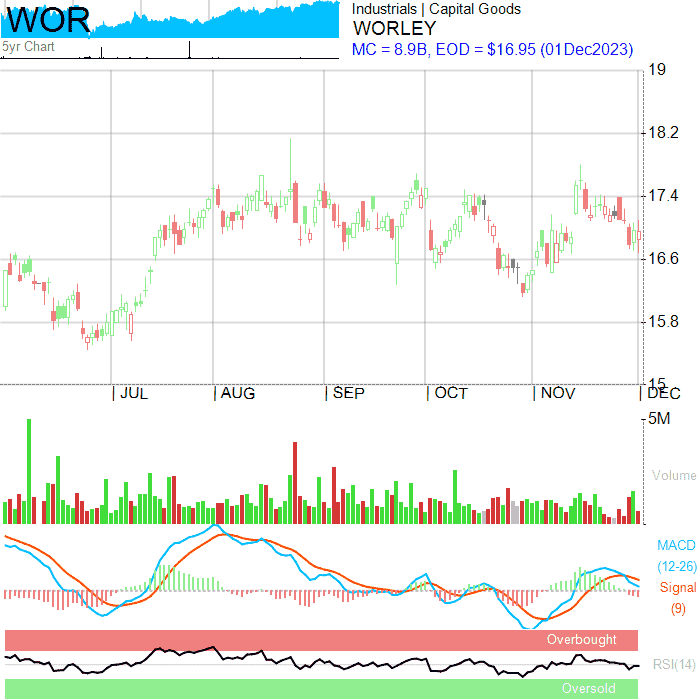 WOR
5yr Chart
Industrials | Capital Goods
WORLEY
MC = 8.9B, EOD = $16.95 (01Dec2023)
19
18.2
17.4
16.6
15.8
15
| JUL | AUG | SEP | OCT | NOV | DEC
5M
Volume
MACD
(12-26)
Signal
(9)
Overbought
RSI(14)
Oversold